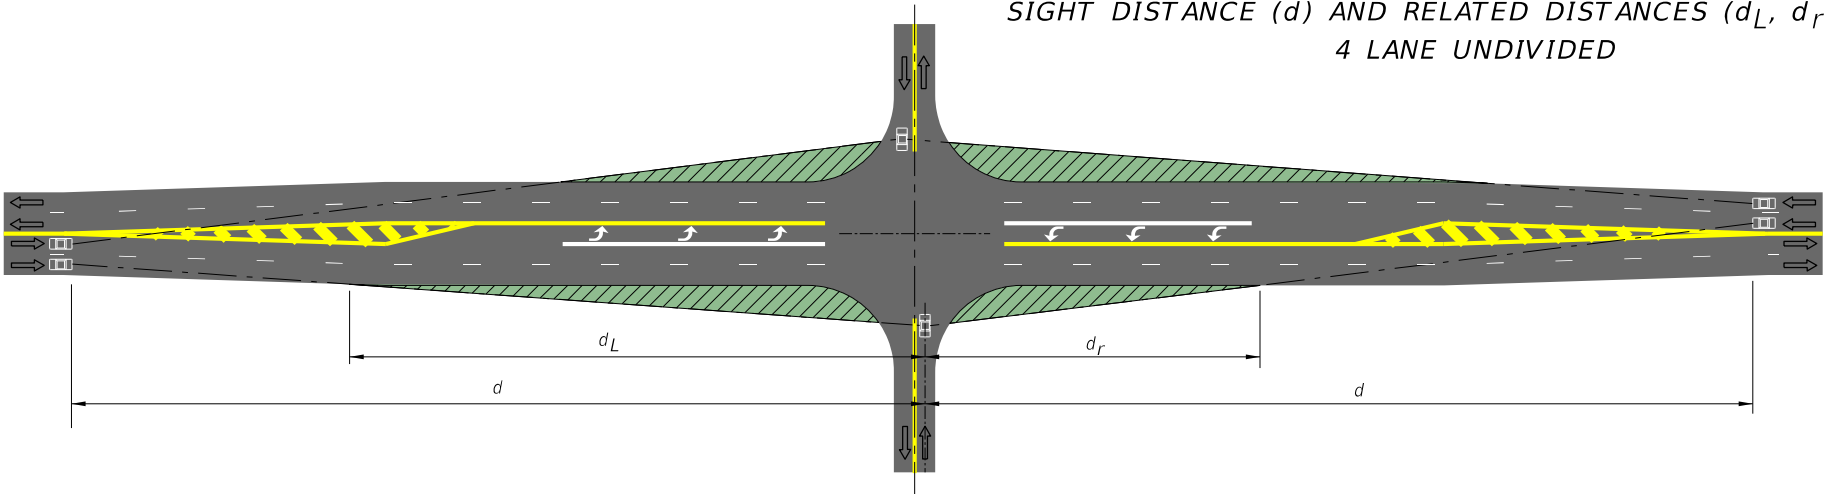 SIGHT DISTANCE (d) AND RELATED DISTANCES (dL, dr
4 LANE UNDIVIDED
dL
dr
d
d